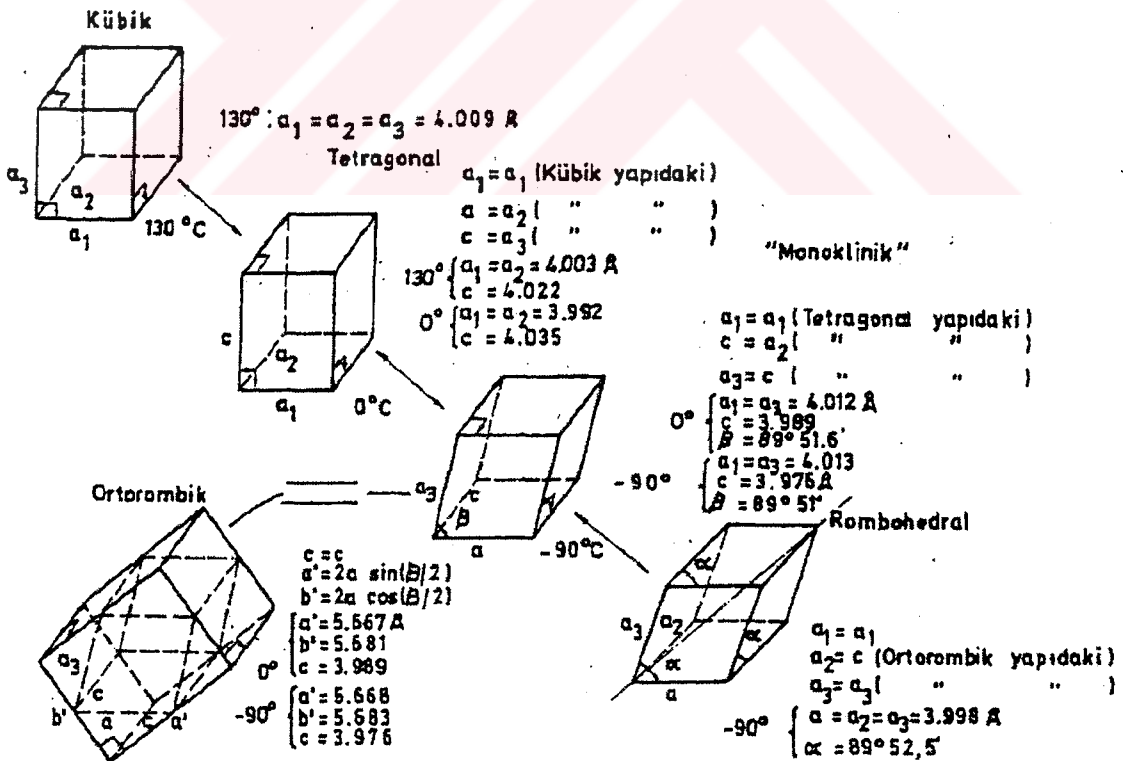 Kübik
130° : a₁ = a₂ = a₃ = 4.009 Å
a₃
a₂
a₁
130 °C
Tetragonal
a₁ = a₁ (Kübik yapıdaki)
a = a₂ ( " " )
c = a₃ ( " " )
130° { a₁ = a₂ = 4.003 Å
c = 4.022
0° { a₁ = a₂ = 3.992
c = 4.035
c
a₂
a₁
0°C
"Monoklinik"
a₁ = a₁ (Tetragonal yapıdaki)
c = a₂ ( " " )
a₃ = c ( " " )
0° { a₁ = a₃ = 4.012 Å
c = 3.989
β = 89° 51.6'
-90° { a₁ = a₃ = 4.013
c = 3.976 Å
β = 89° 51'
a₃
c
β
a
-90°C
Ortorombik
c = c
a' = 2a sin(β/2)
b' = 2a cos(β/2)
0° { a' = 5.667 Å
b' = 5.681
c = 3.989
-90° { a' = 5.668
b' = 5.683
c = 3.976
a₃
c
b'
a
c
a'
Rombohedral
α
a₃
a₂
α
α
a
a₁ = a₁
a₂ = c (Ortorombik yapıdaki)
a₃ = a₃ ( " " )
-90° { a = a₂ = a₃ = 3.998 Å
α = 89° 52,5'